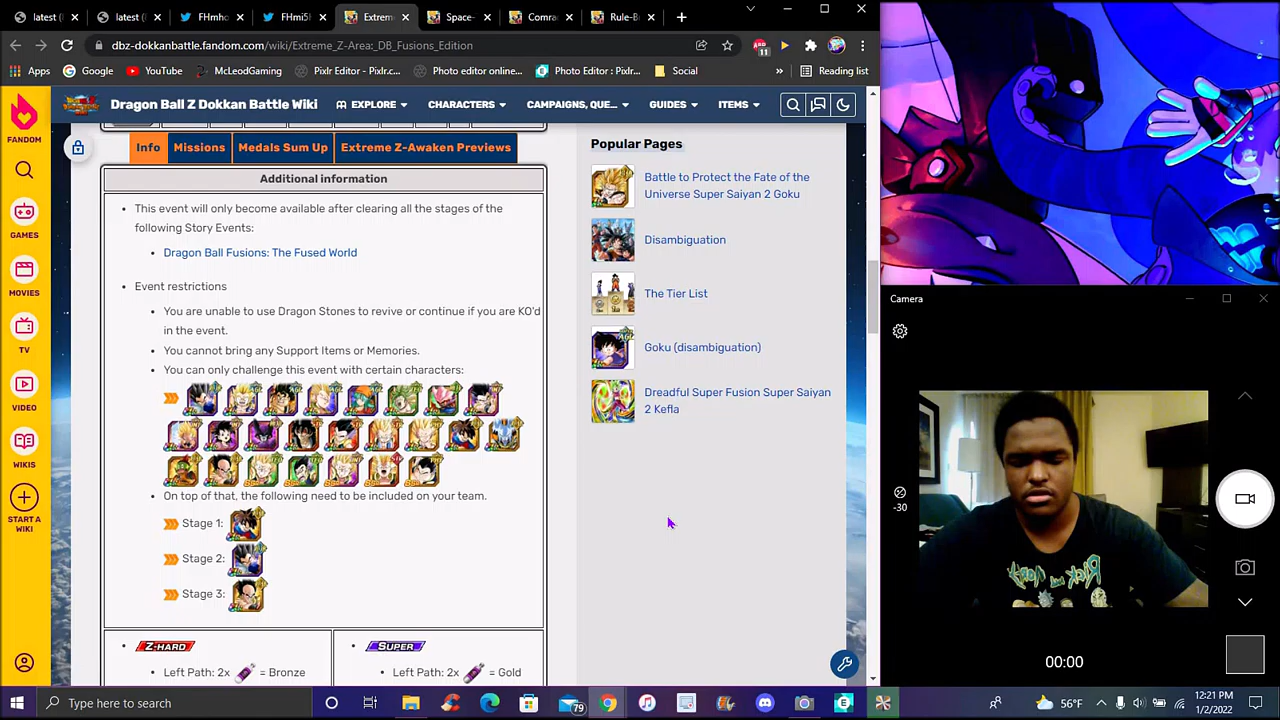 latest (
latest (
FHmho
FHmi5
Extrem
Space-
Comra
Rule-B
dbz-dokkanbattle.fandom.com/wiki/Extreme_Z-Area:_DB_Fusions_Edition
11
Apps
Google
YouTube
McLeodGaming
Pixlr Editor - Pixlr.c...
Photo editor online...
Photo Editor : Pixlr...
Social
Reading list
FANDOM
GAMES
MOVIES
TV
VIDEO
WIKIS
START A
WIKI
Dragon Ball Z Dokkan Battle Wiki
EXPLORE
CHARACTERS
CAMPAIGNS, QUE...
GUIDES
ITEMS
Info
Missions
Medals Sum Up
Extreme Z-Awaken Previews
Additional information
This event will only become available after clearing all the stages of the
following Story Events:
Dragon Ball Fusions: The Fused World
Event restrictions
You are unable to use Dragon Stones to revive or continue if you are KO'd
in the event.
You cannot bring any Support Items or Memories.
You can only challenge this event with certain characters:
On top of that, the following need to be included on your team.
Stage 1:
Stage 2:
Stage 3:
Z-HARD
Left Path: 2x = Bronze
SUPER
Left Path: 2x = Gold
Popular Pages
Battle to Protect the Fate of the
Universe Super Saiyan 2 Goku
Disambiguation
The Tier List
Goku (disambiguation)
Dreadful Super Fusion Super Saiyan
2 Kefla
Camera
-30
RICK AND MORTY
00:00
Type here to search
79
56°F
12:21 PM
1/2/2022